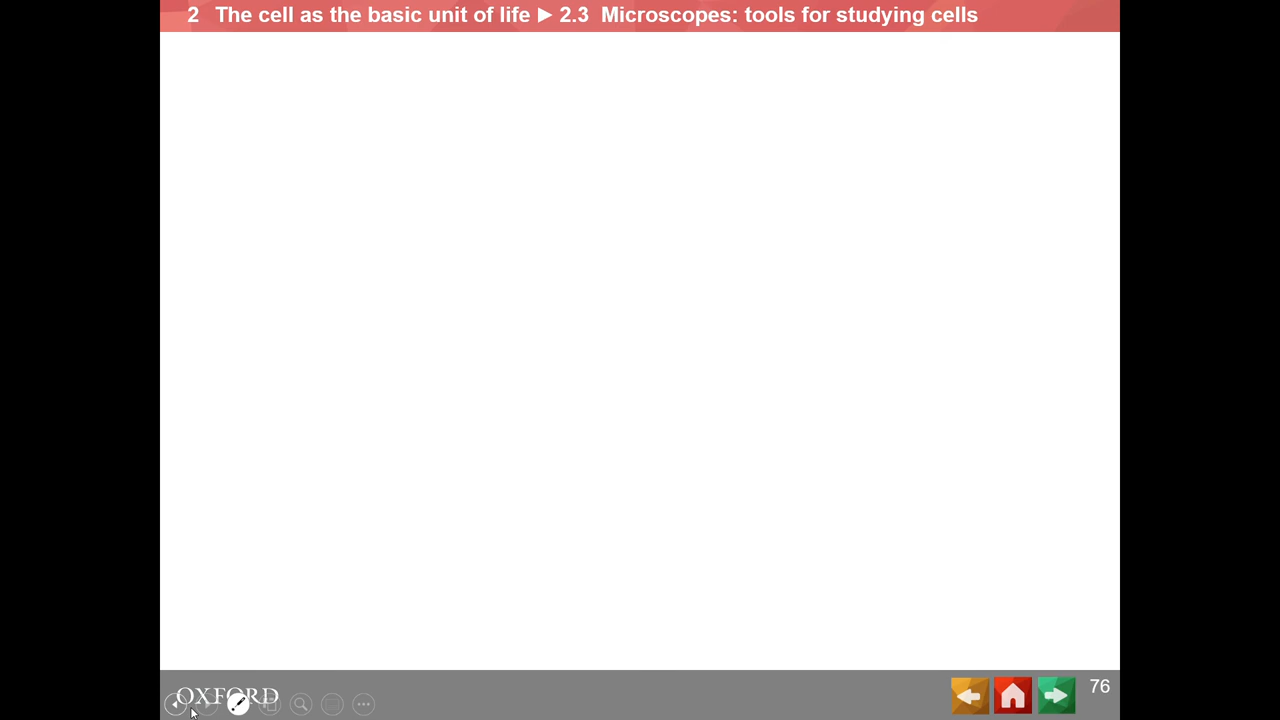 2 The cell as the basic unit of life ► 2.3 Microscopes: tools for studying cells
OXFORD
76